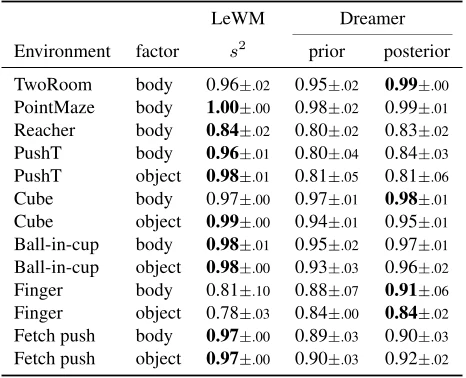 LeWM Dreamer
Environment factor s² prior posterior
TwoRoom body 0.96±.02 0.95±.02 0.99±.00
PointMaze body 1.00±.00 0.98±.02 0.99±.01
Reacher body 0.84±.02 0.80±.02 0.83±.02
PushT body 0.96±.01 0.80±.04 0.84±.03
PushT object 0.98±.01 0.81±.05 0.81±.06
Cube body 0.97±.00 0.97±.01 0.98±.01
Cube object 0.99±.00 0.94±.01 0.95±.01
Ball-in-cup body 0.98±.01 0.95±.02 0.97±.01
Ball-in-cup object 0.98±.00 0.93±.03 0.96±.02
Finger body 0.81±.10 0.88±.07 0.91±.06
Finger object 0.78±.03 0.84±.00 0.84±.02
Fetch push body 0.97±.00 0.89±.03 0.90±.03
Fetch push object 0.97±.00 0.90±.03 0.92±.02